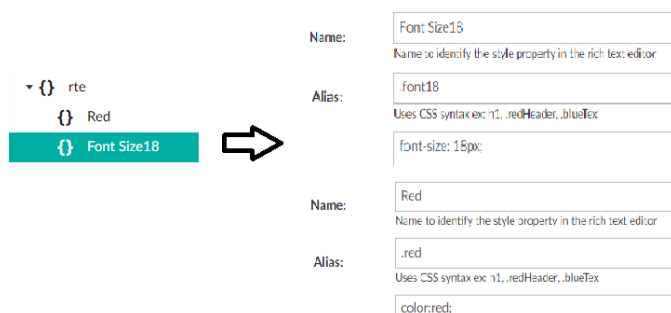 {} rte
{} Red
{} Font Size18
Name:
Font Size18
Name to identify the style property in the rich text editor
Alias:
.font18
Uses CSS syntax ex: h1, .redHeader, .blueTex
font-size: 18px;
Name:
Red
Name to identify the style property in the rich text editor
Alias:
.red
Uses CSS syntax ex: h1, .redHeader, .blueTex
color:red;